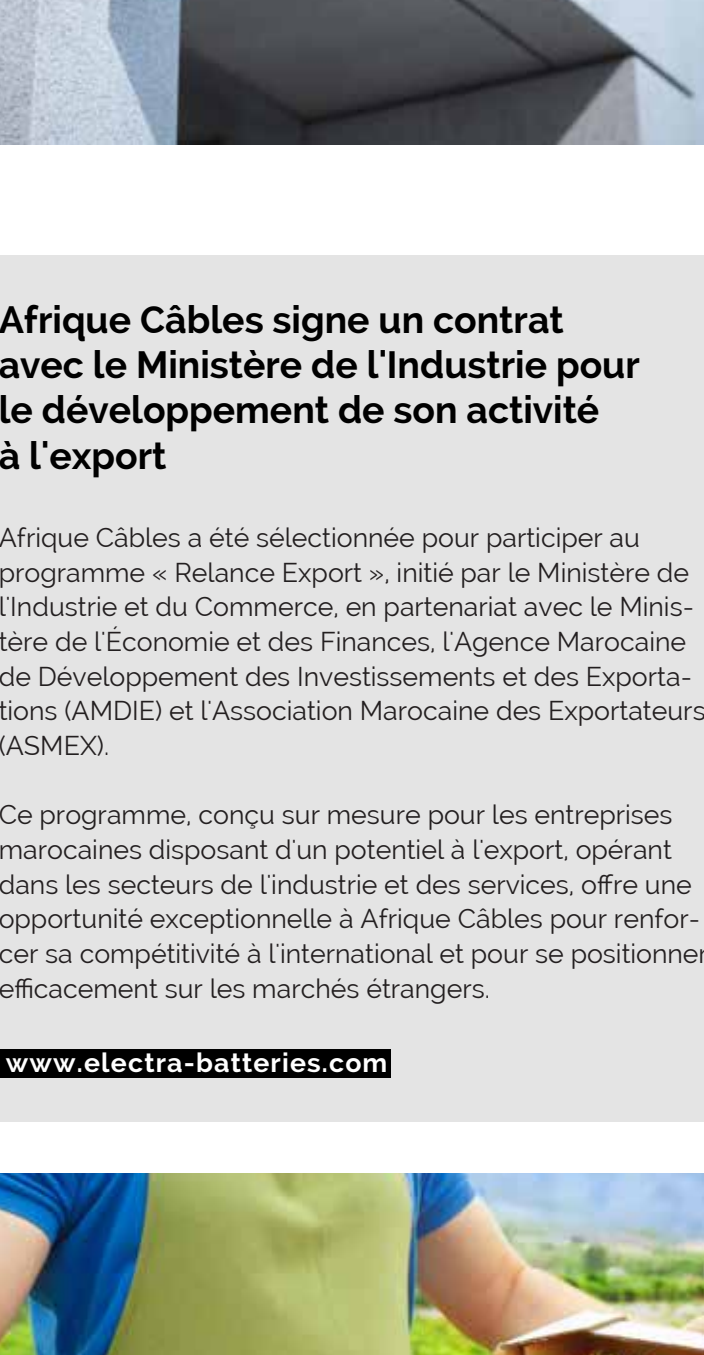 Afrique Câbles signe un contrat
avec le Ministère de l'Industrie pour
le développement de son activité
à l'export
Afrique Câbles a été sélectionnée pour participer au
programme « Relance Export », initié par le Ministère de
l'Industrie et du Commerce, en partenariat avec le Minis-
tère de l'Économie et des Finances, l'Agence Marocaine
de Développement des Investissements et des Exporta-
tions (AMDIE) et l'Association Marocaine des Exportateurs
(ASMEX).
Ce programme, conçu sur mesure pour les entreprises
marocaines disposant d'un potentiel à l'export, opérant
dans les secteurs de l'industrie et des services, offre une
opportunité exceptionnelle à Afrique Câbles pour renfor-
cer sa compétitivité à l'international et pour se positionner
efficacement sur les marchés étrangers.
www.electra-batteries.com